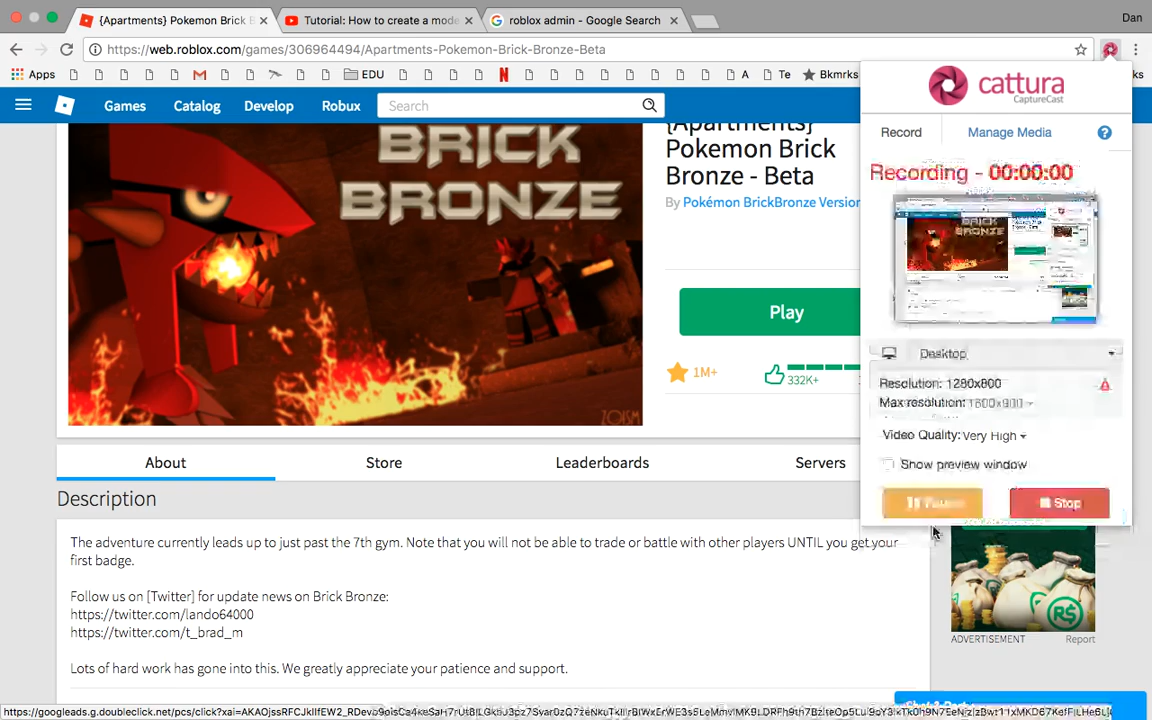 {Apartments} Pokemon Brick B
Tutorial: How to create a mode
roblox admin - Google Search
Dan
https://web.roblox.com/games/306964494/Apartments-Pokemon-Brick-Bronze-Beta
Apps
EDU
A
Te
Bkmrks
ks
Games
Catalog
Develop
Robux
Search
BRICK
BRONZE
ZOISM
{Apartments}
Pokemon Brick
Bronze - Beta
By Pokémon BrickBronze Version
Play
1M+
332K+
cattura
CaptureCast
Record
Manage Media
Recording - 00:00:00
Desktop
Resolution: 1280x800
Max resolution: 1600x900
Video Quality: Very High
Show preview window
Pause
Stop
About
Store
Leaderboards
Servers
Description
The adventure currently leads up to just past the 7th gym. Note that you will not be able to trade or battle with other players UNTIL you get your
first badge.
Follow us on [Twitter] for update news on Brick Bronze:
https://twitter.com/lando64000
https://twitter.com/t_brad_m
Lots of hard work has gone into this. We greatly appreciate your patience and support.
R$
ADVERTISEMENT
Report